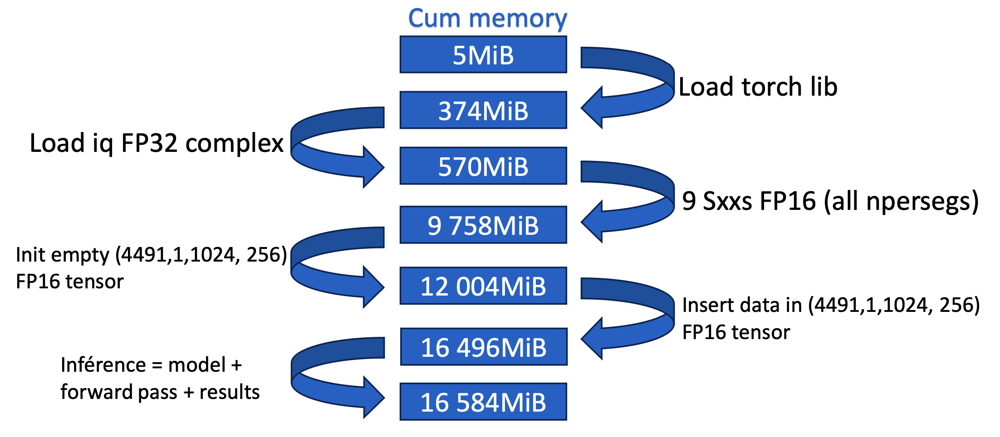 Cum memory
5MiB
Load torch lib
374MiB
Load iq FP32 complex
570MiB
9 Sxxs FP16 (all npersegs)
9 758MiB
Init empty (4491,1,1024, 256)
FP16 tensor
12 004MiB
Insert data in (4491,1,1024, 256)
FP16 tensor
16 496MiB
Inférence = model +
forward pass + results
16 584MiB